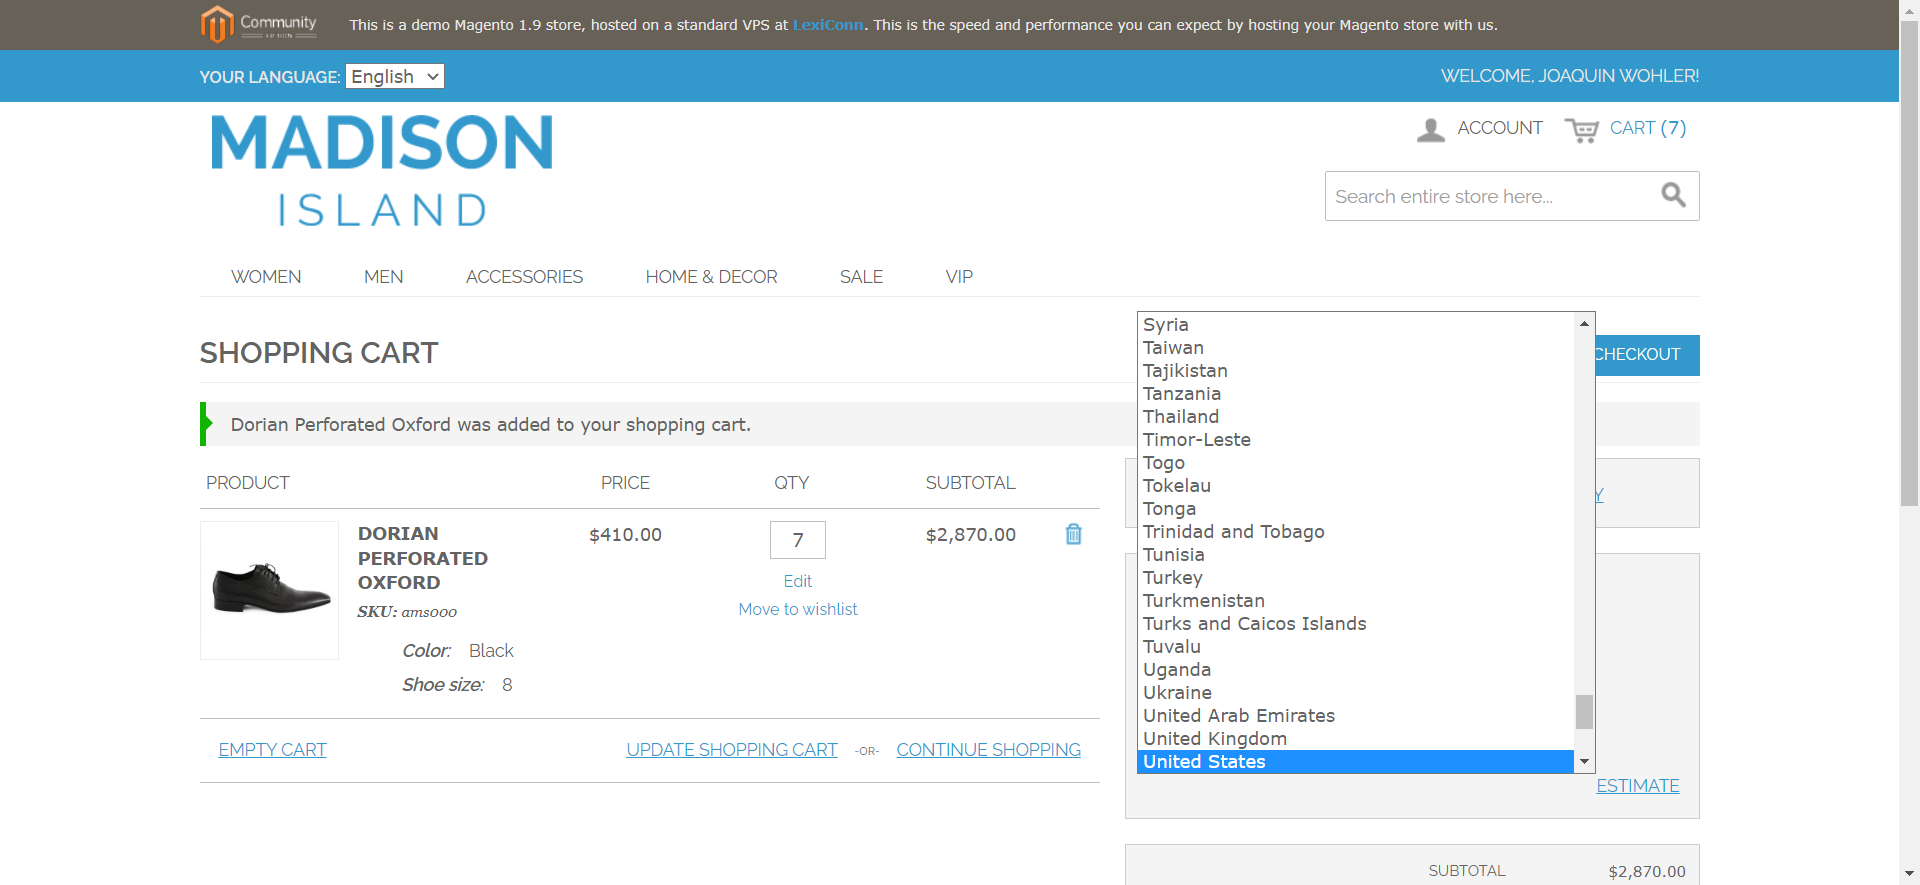 Community
This is a demo Magento 1.9 store, hosted on a standard VPS at LexiConn. This is the speed and performance you can expect by hosting your Magento store with us.
YOUR LANGUAGE: English
WELCOME, JOAQUIN WOHLER!
MADISON
ISLAND
ACCOUNT CART (7)
Search entire store here...
WOMEN MEN ACCESSORIES HOME & DECOR SALE VIP
SHOPPING CART
CHECKOUT
Dorian Perforated Oxford was added to your shopping cart.
PRODUCT PRICE QTY SUBTOTAL
DORIAN PERFORATED OXFORD $410.00 7 $2,870.00
SKU: ams000
Edit
Move to wishlist
Color: Black
Shoe size: 8
EMPTY CART UPDATE SHOPPING CART -OR- CONTINUE SHOPPING
Syria
Taiwan
Tajikistan
Tanzania
Thailand
Timor-Leste
Togo
Tokelau
Tonga
Trinidad and Tobago
Tunisia
Turkey
Turkmenistan
Turks and Caicos Islands
Tuvalu
Uganda
Ukraine
United Arab Emirates
United Kingdom
United States
ESTIMATE
SUBTOTAL $2,870.00